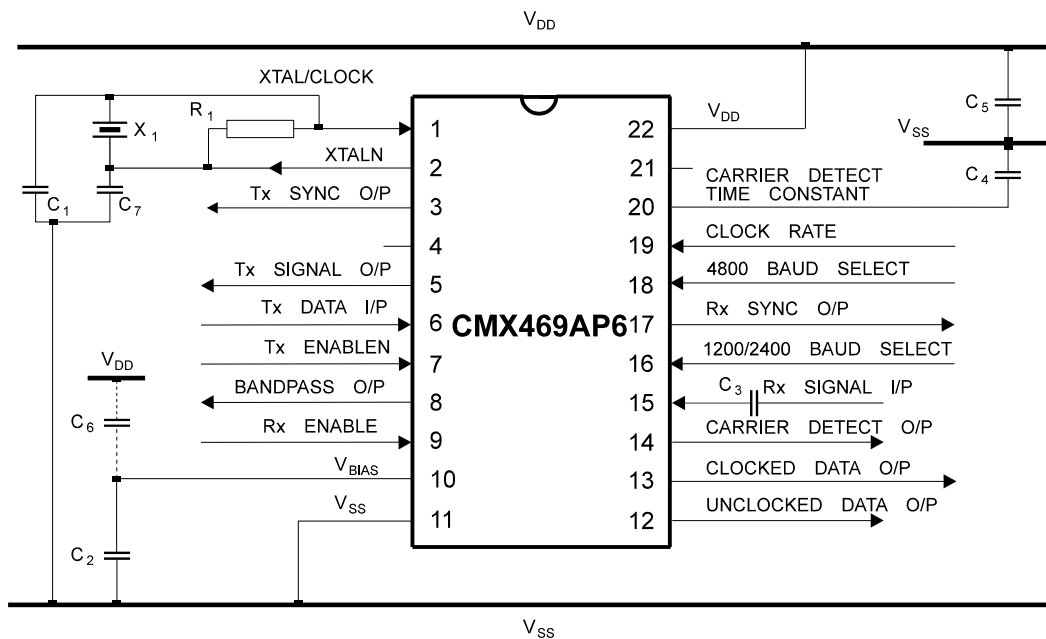 V_DD
XTAL/CLOCK
R_1
X_1
C_1
C_7
XTALN
Tx SYNC O/P
Tx SIGNAL O/P
Tx DATA I/P
Tx ENABLEN
BANDPASS O/P
Rx ENABLE
V_BIAS
V_SS
V_DD
C_6
C_2
1
2
3
4
5
6
7
8
9
10
11
CMX469AP6
22
21
20
19
18
17
16
15
14
13
12
V_DD
C_5
V_SS
C_4
CARRIER DETECT
TIME CONSTANT
CLOCK RATE
4800 BAUD SELECT
Rx SYNC O/P
1200/2400 BAUD SELECT
C_3 Rx SIGNAL I/P
CARRIER DETECT O/P
CLOCKED DATA O/P
UNCLOCKED DATA O/P
V_SS